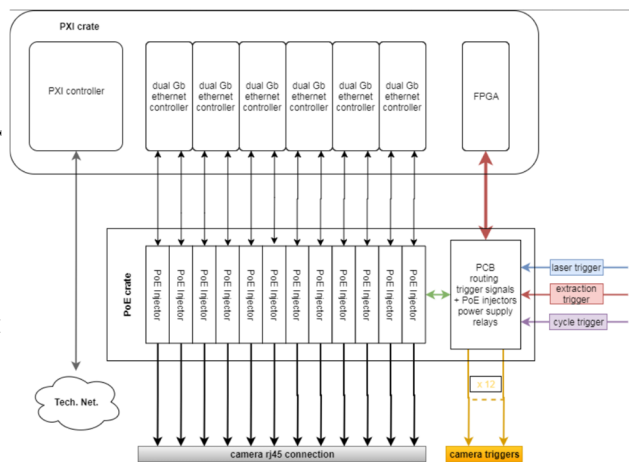 PXI crate
PXI controller
dual Gb
ethernet
controller
dual Gb
ethernet
controller
dual Gb
ethernet
controller
dual Gb
ethernet
controller
dual Gb
ethernet
controller
dual Gb
ethernet
controller
FPGA
PoE crate
PoE Injector
PoE Injector
PoE Injector
PoE Injector
PoE Injector
PoE Injector
PoE Injector
PoE Injector
PoE Injector
PoE Injector
PoE Injector
PoE Injector
PCB
routing
trigger signals
+ PoE injectors
power supply
relays
laser trigger
extraction
trigger
cycle trigger
x 12
Tech. Net.
camera rj45 connection
camera triggers